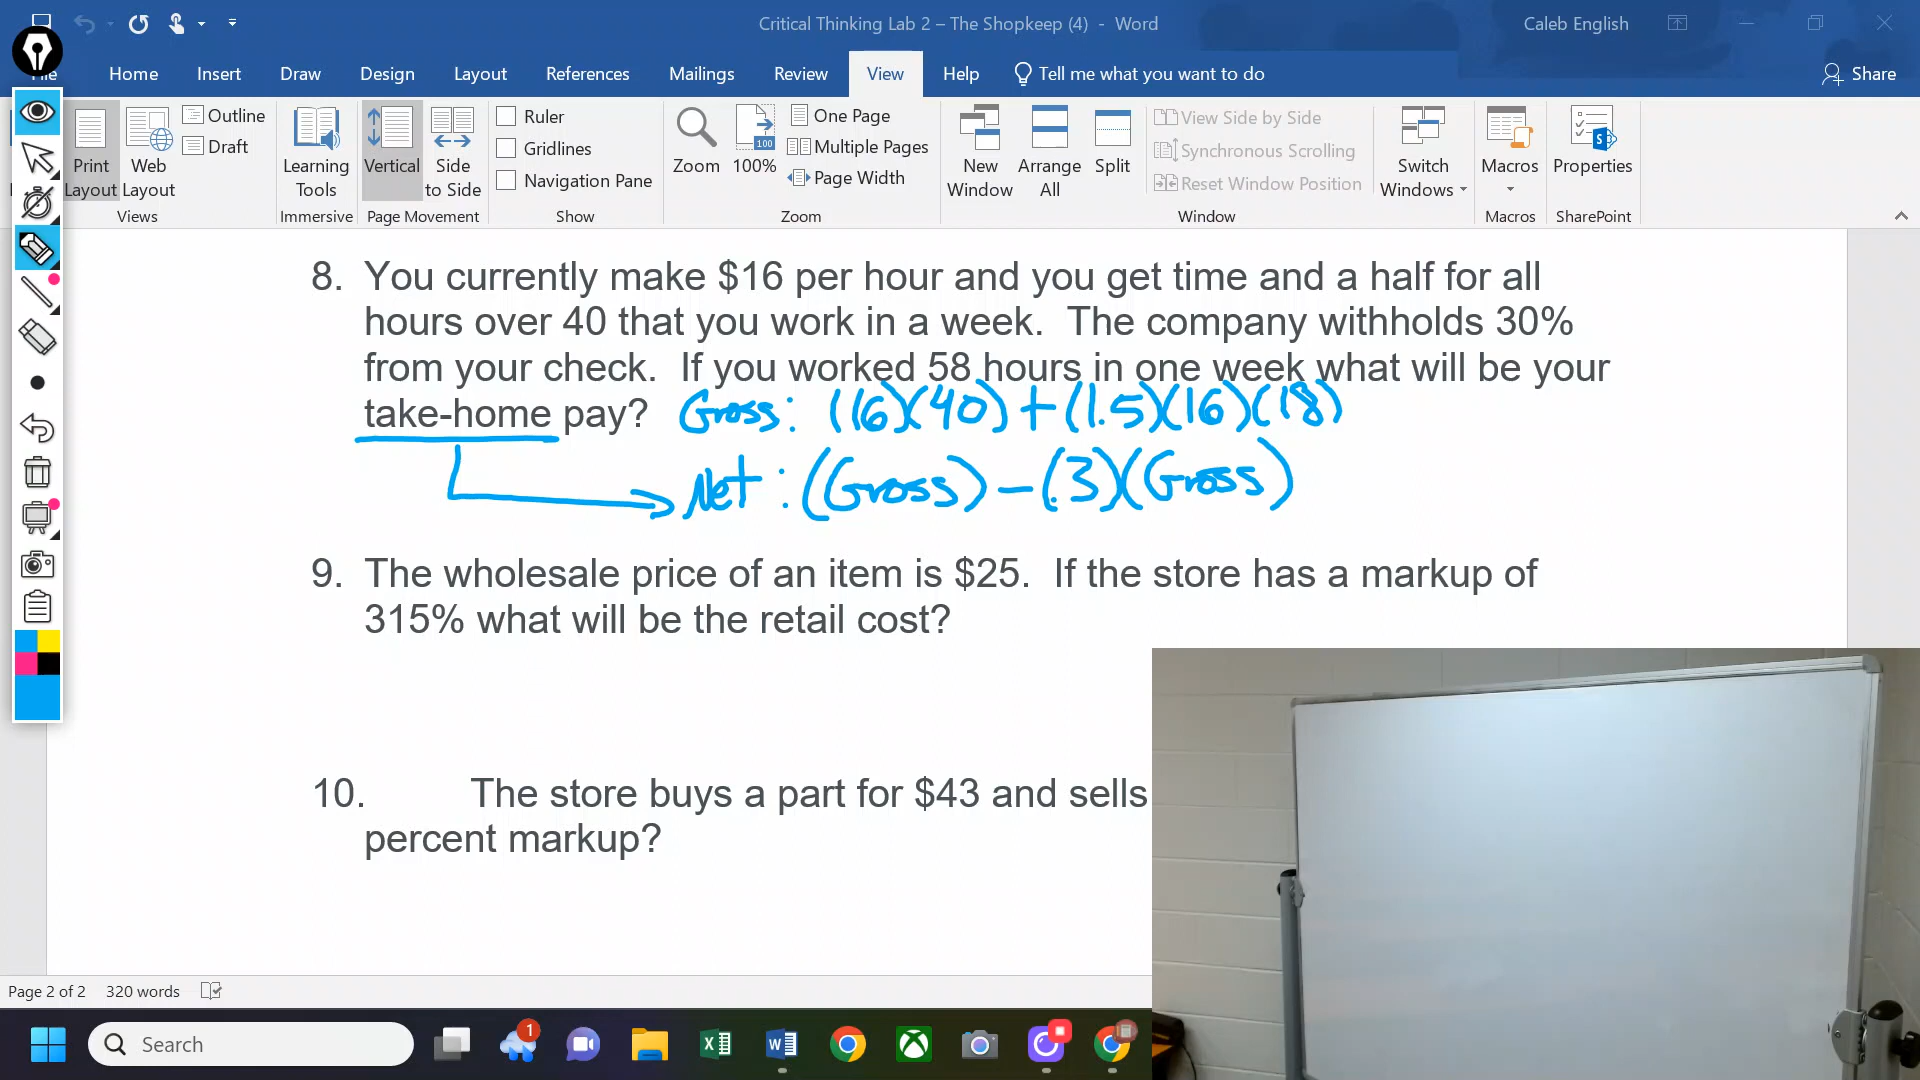 Critical Thinking Lab 2 – The Shopkeep (4) - Word
Caleb English
File Home Insert Draw Design Layout References Mailings Review View Help Tell me what you want to do Share
Print Layout
Web Layout
Outline
Draft
Views
Learning Tools
Immersive
Vertical
Side to Side
Page Movement
Ruler
Gridlines
Navigation Pane
Show
Zoom
100
100%
One Page
Multiple Pages
Page Width
Zoom
New Window
Arrange All
Split
View Side by Side
Synchronous Scrolling
Reset Window Position
Switch Windows
Window
Macros
Macros
Properties
SharePoint
8. You currently make $16 per hour and you get time and a half for all
hours over 40 that you work in a week. The company withholds 30%
from your check. If you worked 58 hours in one week what will be your
take-home pay? Gross: (16)(40)+(1.5)(16)(18)
Net: (Gross) – (.3)(Gross)
9. The wholesale price of an item is $25. If the store has a markup of
315% what will be the retail cost?
10. The store buys a part for $43 and sells
percent markup?
Page 2 of 2 320 words
Search
1